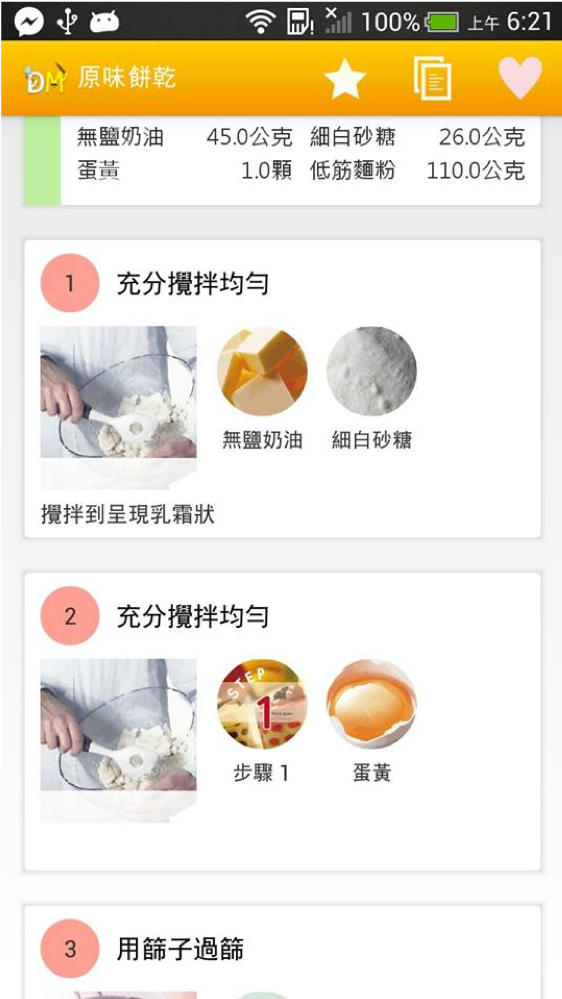 100% 上午 6:21
DM 原味餅乾
無鹽奶油 45.0公克 細白砂糖 26.0公克
蛋黃 1.0顆 低筋麵粉 110.0公克
1 充分攪拌均勻
無鹽奶油 細白砂糖
攪拌到呈現乳霜狀
2 充分攪拌均勻
STEP
1
步驟 1 蛋黃
3 用篩子過篩